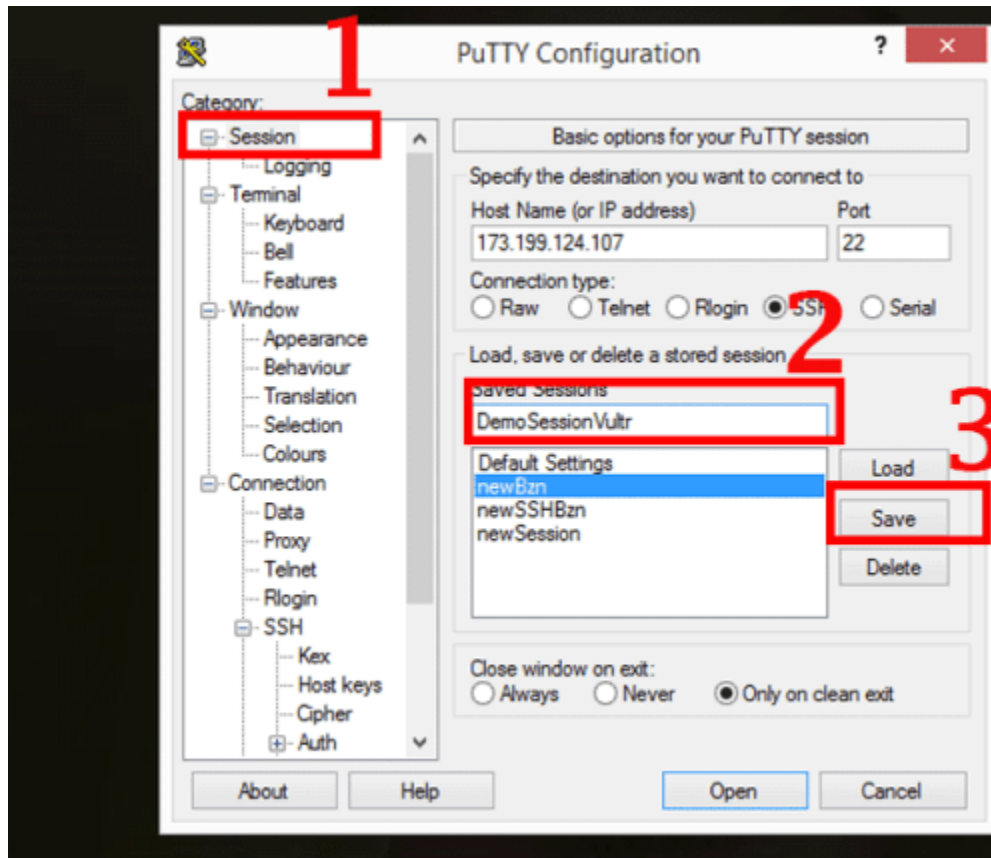 1
PuTTY Configuration ?
Category:
Session
Logging
Terminal
Keyboard
Bell
Features
Window
Appearance
Behaviour
Translation
Selection
Colours
Connection
Data
Proxy
Telnet
Rlogin
SSH
Kex
Host keys
Cipher
Auth
Basic options for your PuTTY session
Specify the destination you want to connect to
Host Name (or IP address) Port
173.199.124.107 22
Connection type:
Raw Telnet Rlogin SSH Serial
2
Load, save or delete a stored session
Saved Sessions
DemoSessionVultr
3
Default Settings
newBzn
newSSHBzn
newSession
Load
Save
Delete
Close window on exit:
Always Never Only on clean exit
About Help Open Cancel